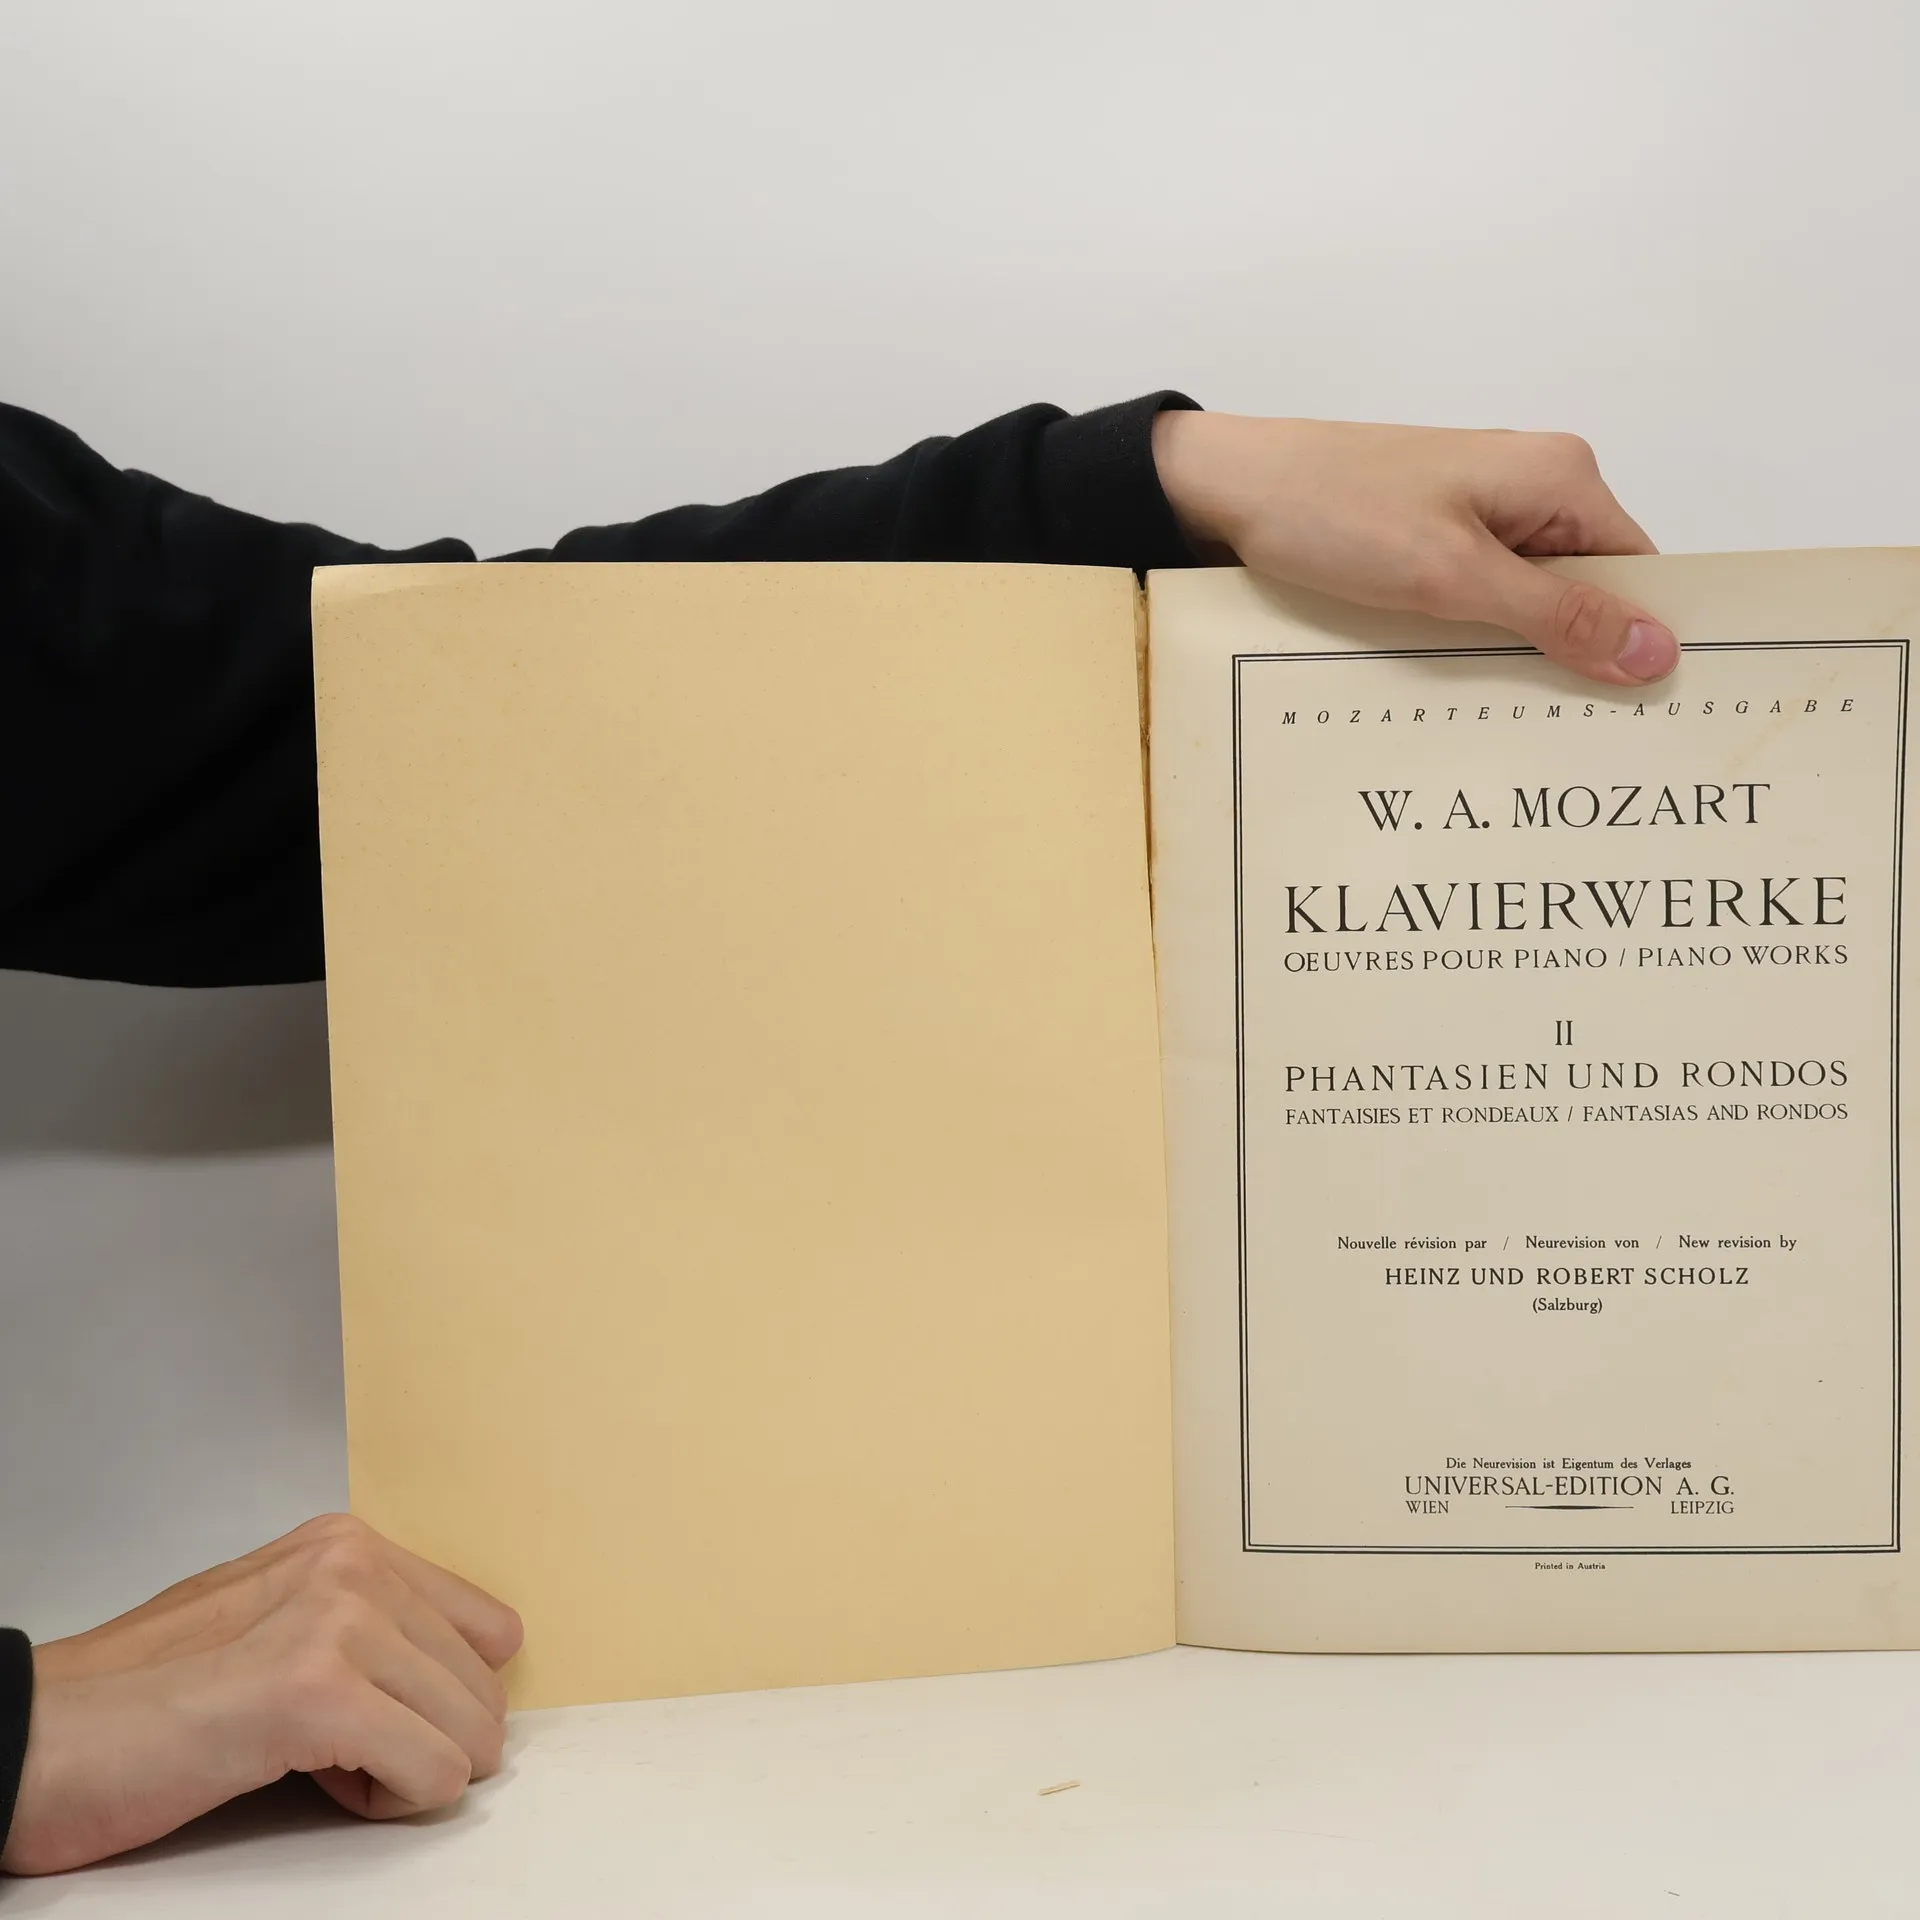 MOZARTEUMS-AUSGABE
W. A. MOZART
KLAVIERWERKE
OEUVRES POUR PIANO / PIANO WORKS
II
PHANTASIEN UND RONDOS
FANTAISIES ET RONDEAUX / FANTASIAS AND RONDOS
Nouvelle révision par / Neurevision von / New revision by
HEINZ UND ROBERT SCHOLZ
(Salzburg)
Die Neurevision ist Eigentum des Verlages
UNIVERSAL-EDITION A. G.
WIEN LEIPZIG
Printed in Austria